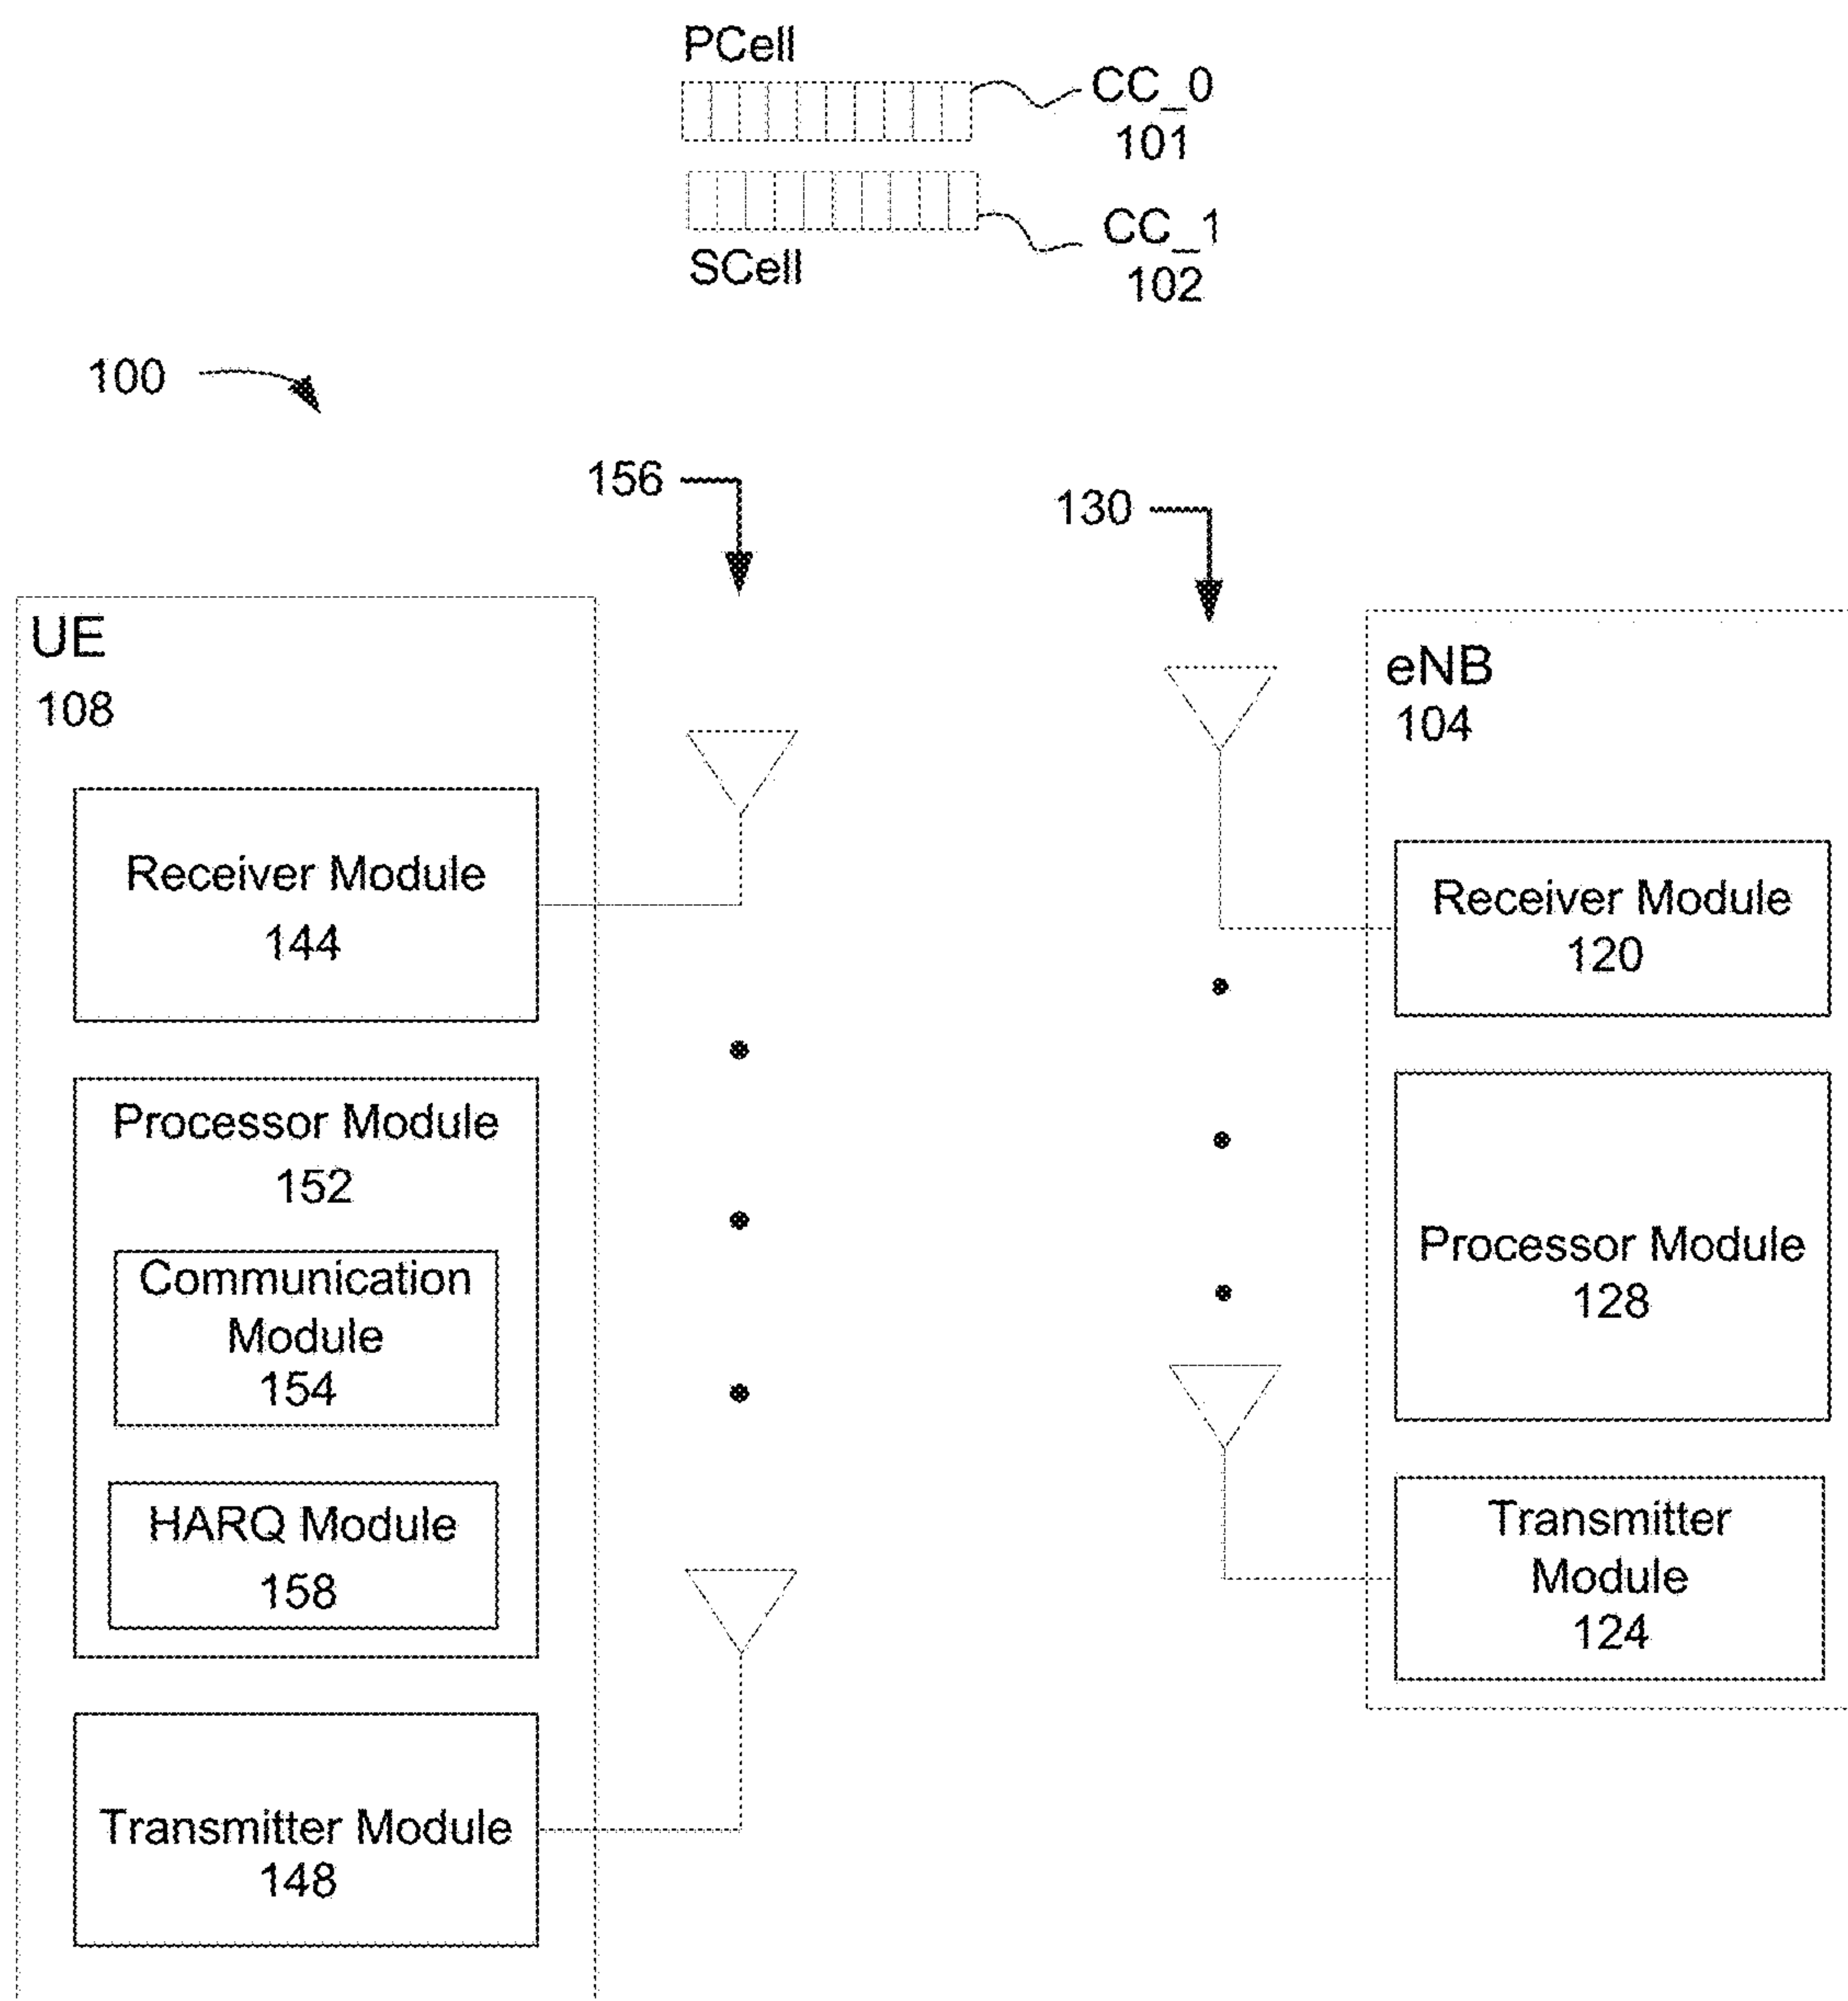 PCell
CC_0
101
CC_1
SCell
102
100
156
130
UE
108
eNB
104
Receiver Module
144
Receiver Module
120
Processor Module
152
Communication
Module
154
HARQ Module
158
Processor Module
128
Transmitter
Module
124
Transmitter Module
148